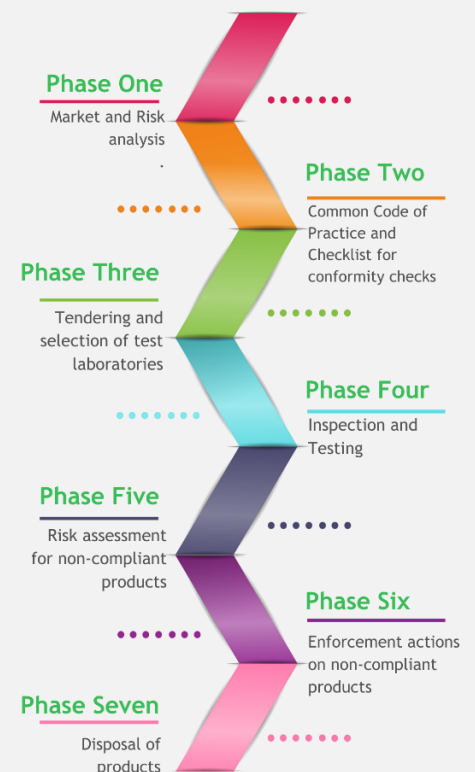 Phase One
Market and Risk
analysis
.
Phase Two
Common Code of
Practice and
Checklist for
conformity checks
Phase Three
Tendering and
selection of test
laboratories
Phase Four
Inspection and
Testing
Phase Five
Risk assessment
for non-compliant
products
Phase Six
Enforcement actions
on non-compliant
products
Phase Seven
Disposal of
products